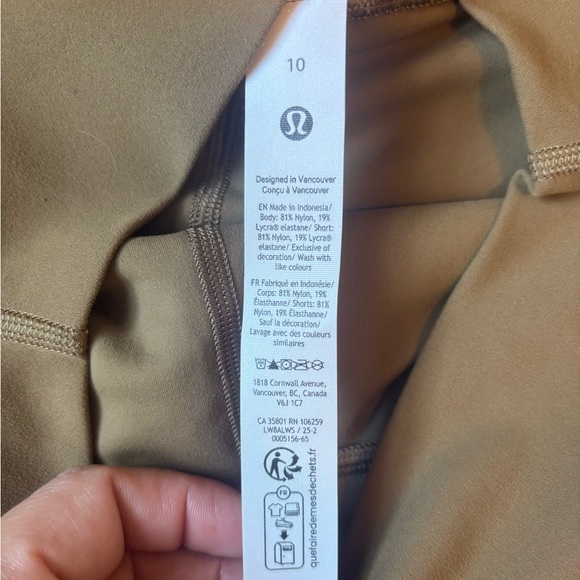 10
Designed in Vancouver
Conçu à Vancouver
EN Made in Indonesia/
Body: 81% Nylon, 19%
Lycra® elastane/ Short:
81% Nylon, 19% Lycra®
elastane/ Exclusive of
decoration/ Wash with
like colours
FR Fabriqué en Indonésie/
Corps: 81% Nylon, 19%
Élasthanne/ Shorts: 81%
Nylon, 19% Élasthanne/
Sauf la décoration/
Lavage avec des couleurs
similaires
1818 Cornwall Avenue,
Vancouver, BC, Canada
V6J 1C7
CA 35801 RN 106259
LW8ALWS / 25-2
0005156-65
FR
quefairedemesdechets.fr